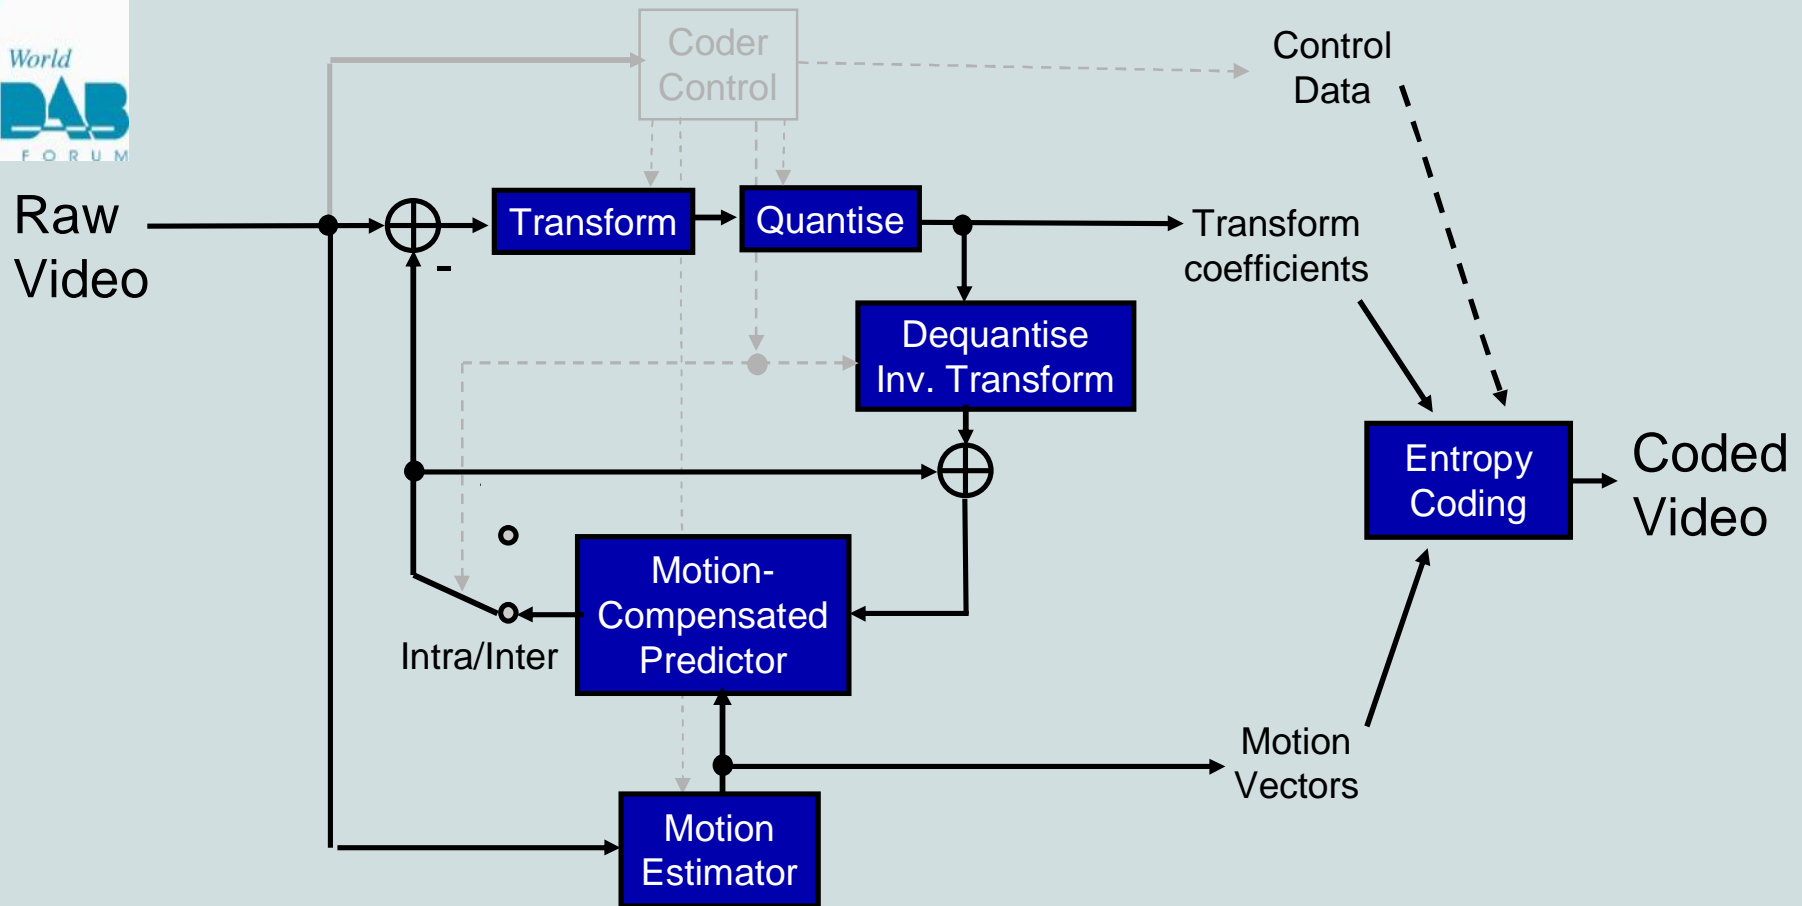 World
DAB
FORUM
Coder
Control
Control
Data
Raw
Video
-
Transform
Quantise
Transform
coefficients
Dequantise
Inv. Transform
Entropy
Coding
Coded
Video
Motion-
Compensated
Predictor
Intra/Inter
Motion
Vectors
Motion
Estimator